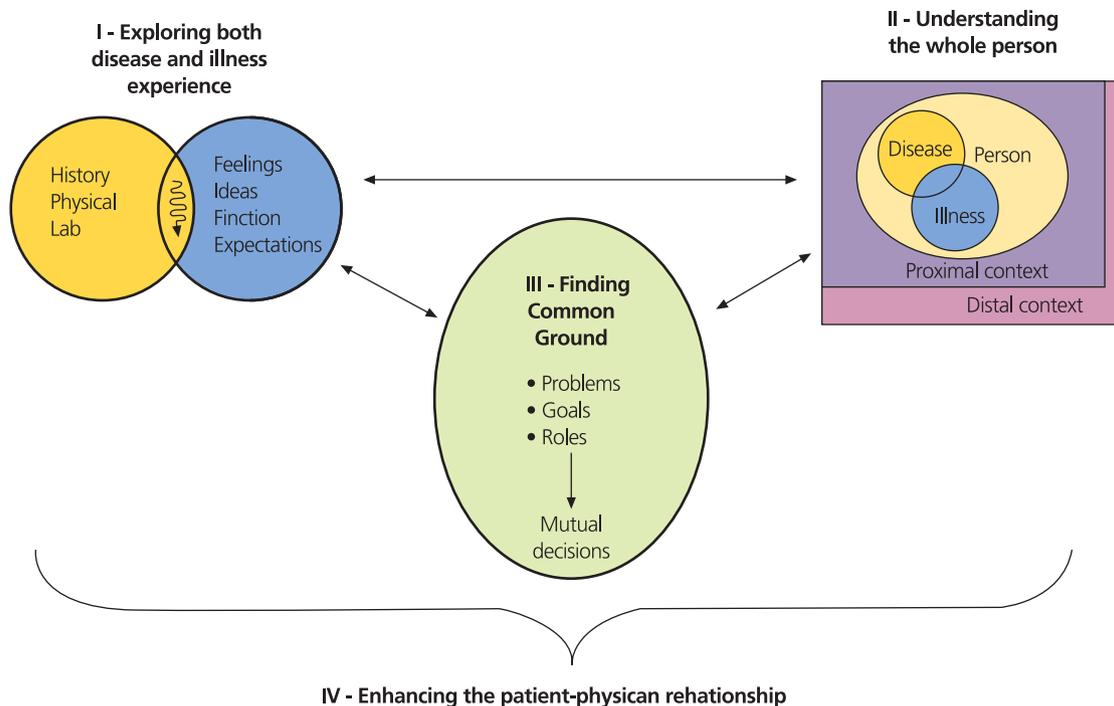 I - Exploring both
disease and illness
experience
History
Physical
Lab
Feelings
Ideas
Finction
Expectations
II - Understanding
the whole person
Disease
Person
Illness
Proximal context
Distal context
III - Finding
Common
Ground
• Problems
• Goals
• Roles
Mutual
decisions
IV - Enhancing the patient-physican rehationship